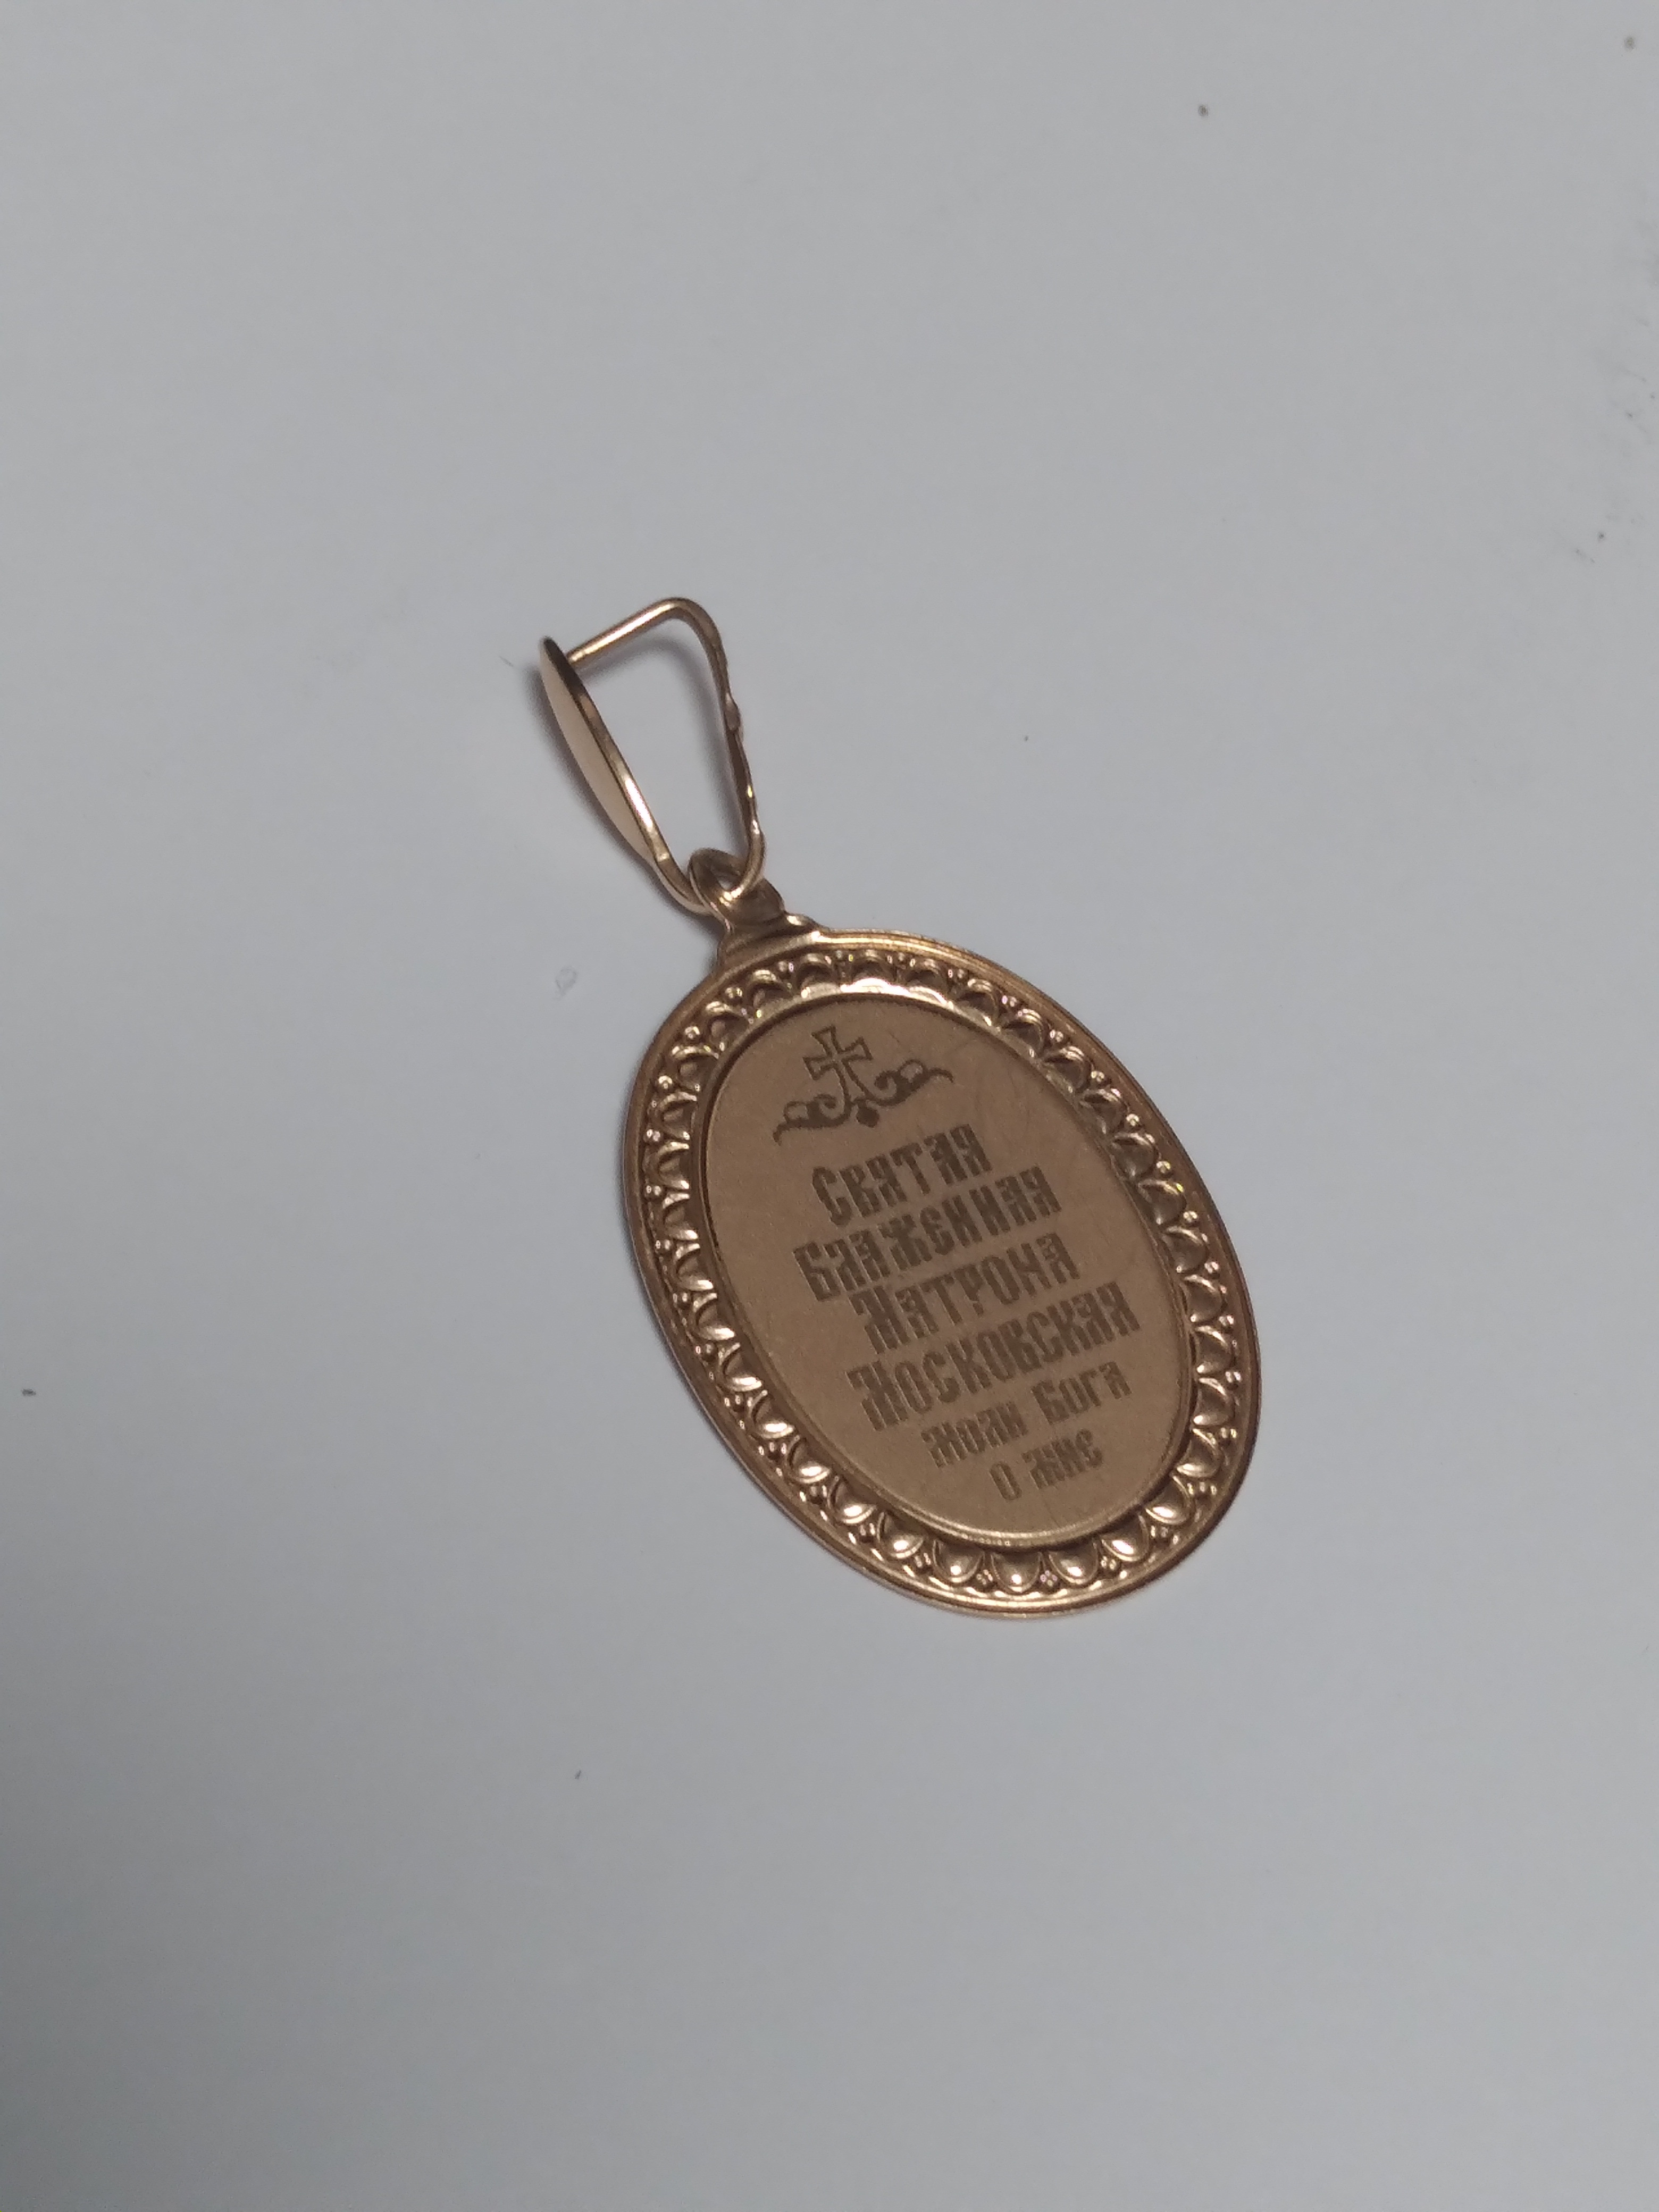 Святая
Блаженная
Матрона
Московская
моли Бога
о мне